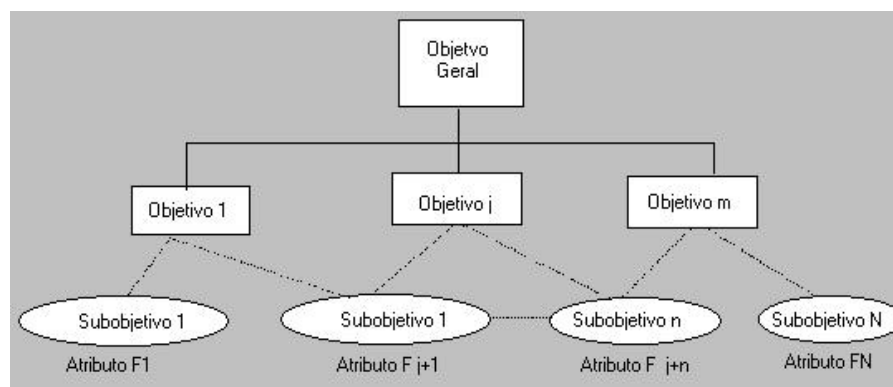 Objetvo
Geral
Objetivo 1
Objetivo j
Objetivo m
Subobjetivo 1
Subobjetivo 1
Subobjetivo n
Subobjetivo N
Atributo F1
Atributo F j+1
Atributo F j+n
Atributo FN